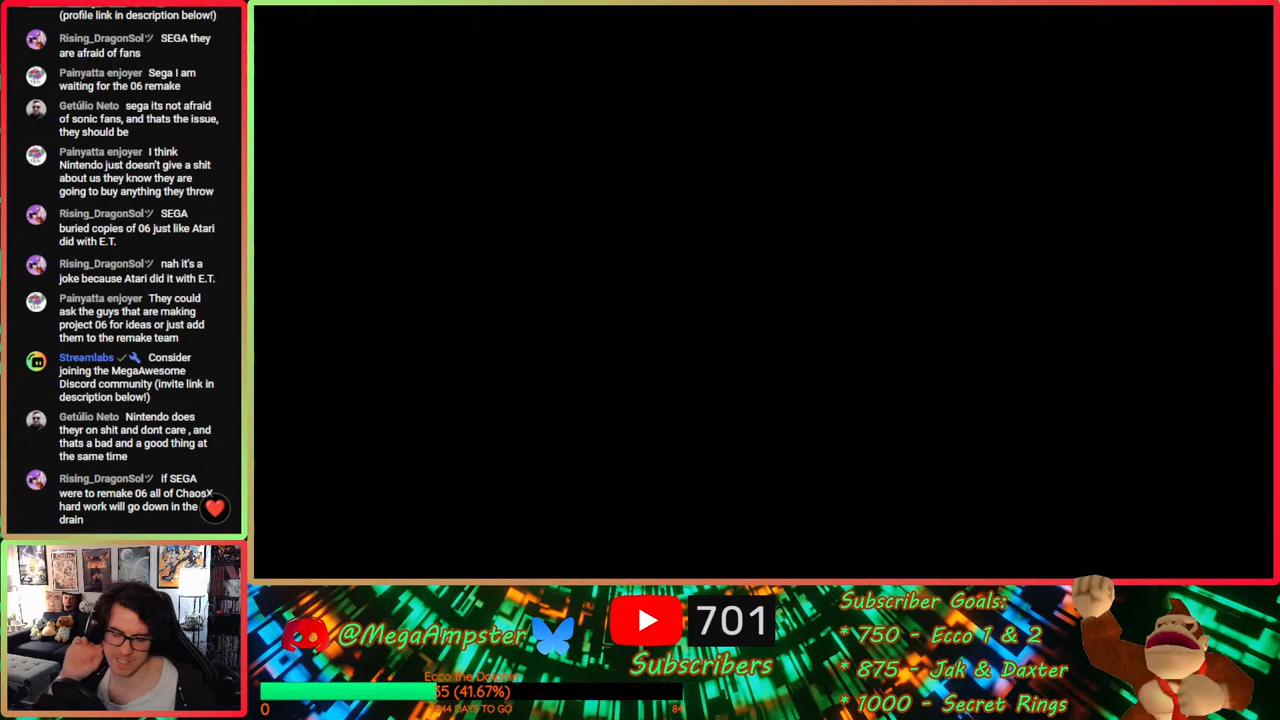 (profile link in description below!)
Rising_DragonSolツ SEGA they
are afraid of fans
Painyatta enjoyer Sega I am
waiting for the 06 remake
Getúlio Neto sega its not afraid
of sonic fans, and thats the issue,
they should be
Painyatta enjoyer I think
Nintendo just doesn't give a shit
about us they know they are
going to buy anything they throw
Rising_DragonSolツ SEGA
buried copies of 06 just like Atari
did with E.T.
Rising_DragonSolツ nah it's a
joke because Atari did it with E.T.
Painyatta enjoyer They could
ask the guys that are making
project 06 for ideas or just add
them to the remake team
Streamlabs Consider
joining the MegaAwesome
Discord community (invite link in
description below!)
Getúlio Neto Nintendo does
theyr on shit and dont care , and
thats a bad and a good thing at
the same time
Rising_DragonSolツ if SEGA
were to remake 06 all of ChaosX
hard work will go down in the
drain
@MegaAmpster
Ecco the Dolphin
35 (41.67%)
0
84
701
Subscribers
Subscriber Goals:
* 750 - Ecco 1 & 2
* 875 - Jak & Daxter
* 1000 - Secret Rings